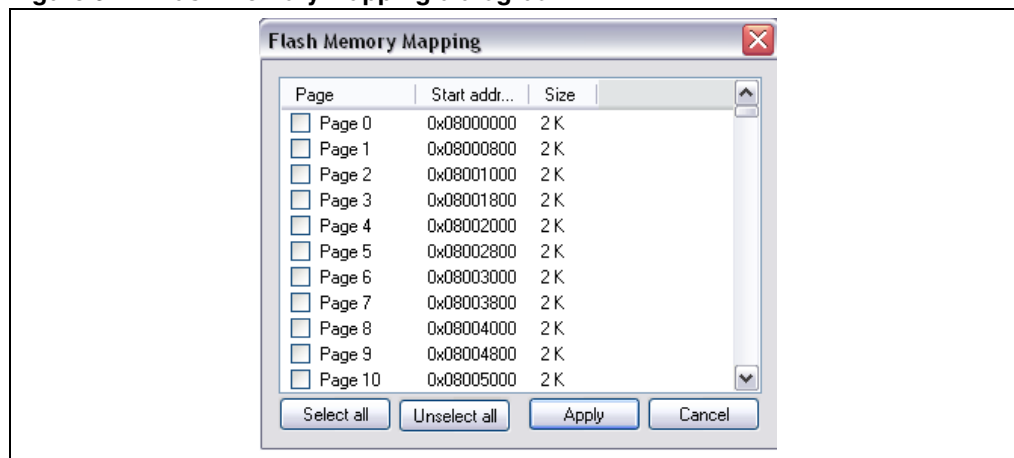 Flash Memory Mapping
Page Start addr... Size
Page 0 0x08000000 2 K
Page 1 0x08000800 2 K
Page 2 0x08001000 2 K
Page 3 0x08001800 2 K
Page 4 0x08002000 2 K
Page 5 0x08002800 2 K
Page 6 0x08003000 2 K
Page 7 0x08003800 2 K
Page 8 0x08004000 2 K
Page 9 0x08004800 2 K
Page 10 0x08005000 2 K
Select all Unselect all Apply Cancel